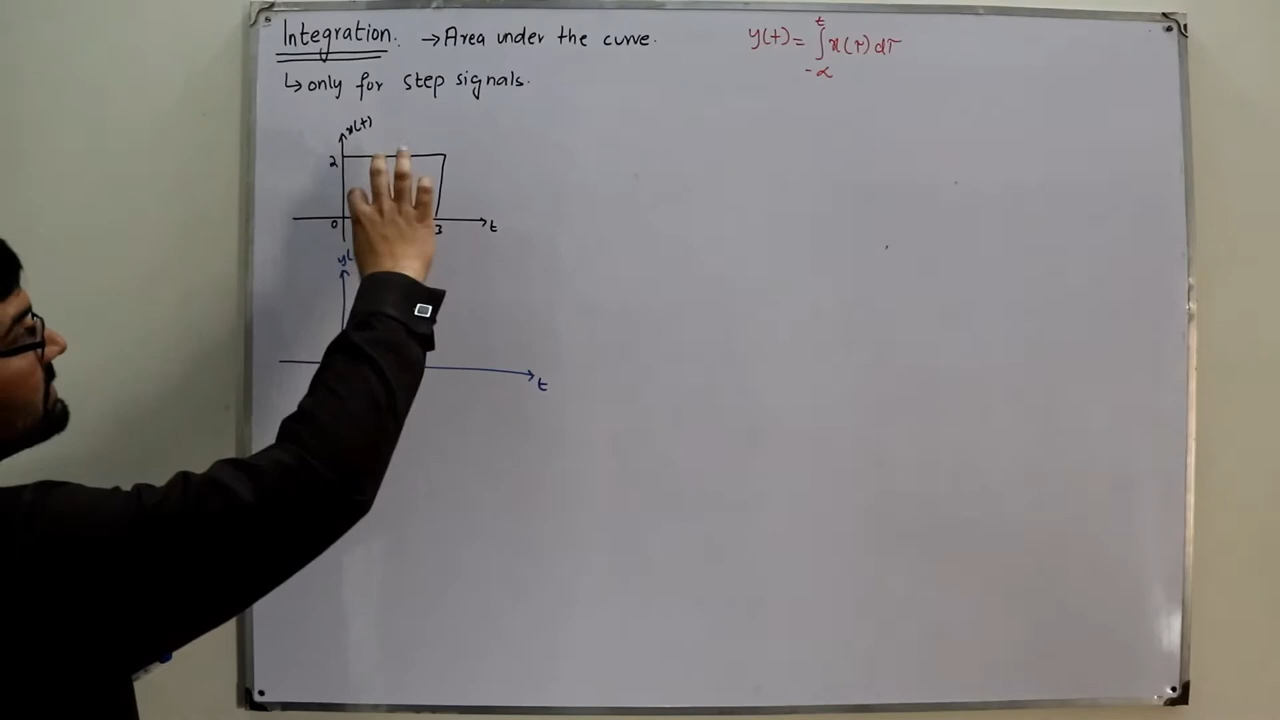 Integration. → Area under the curve.
↳ only for step signals.
y(t) = ∫_{-α}^{t} x(τ) dτ
x(t)
2
0
3
t
y(
t